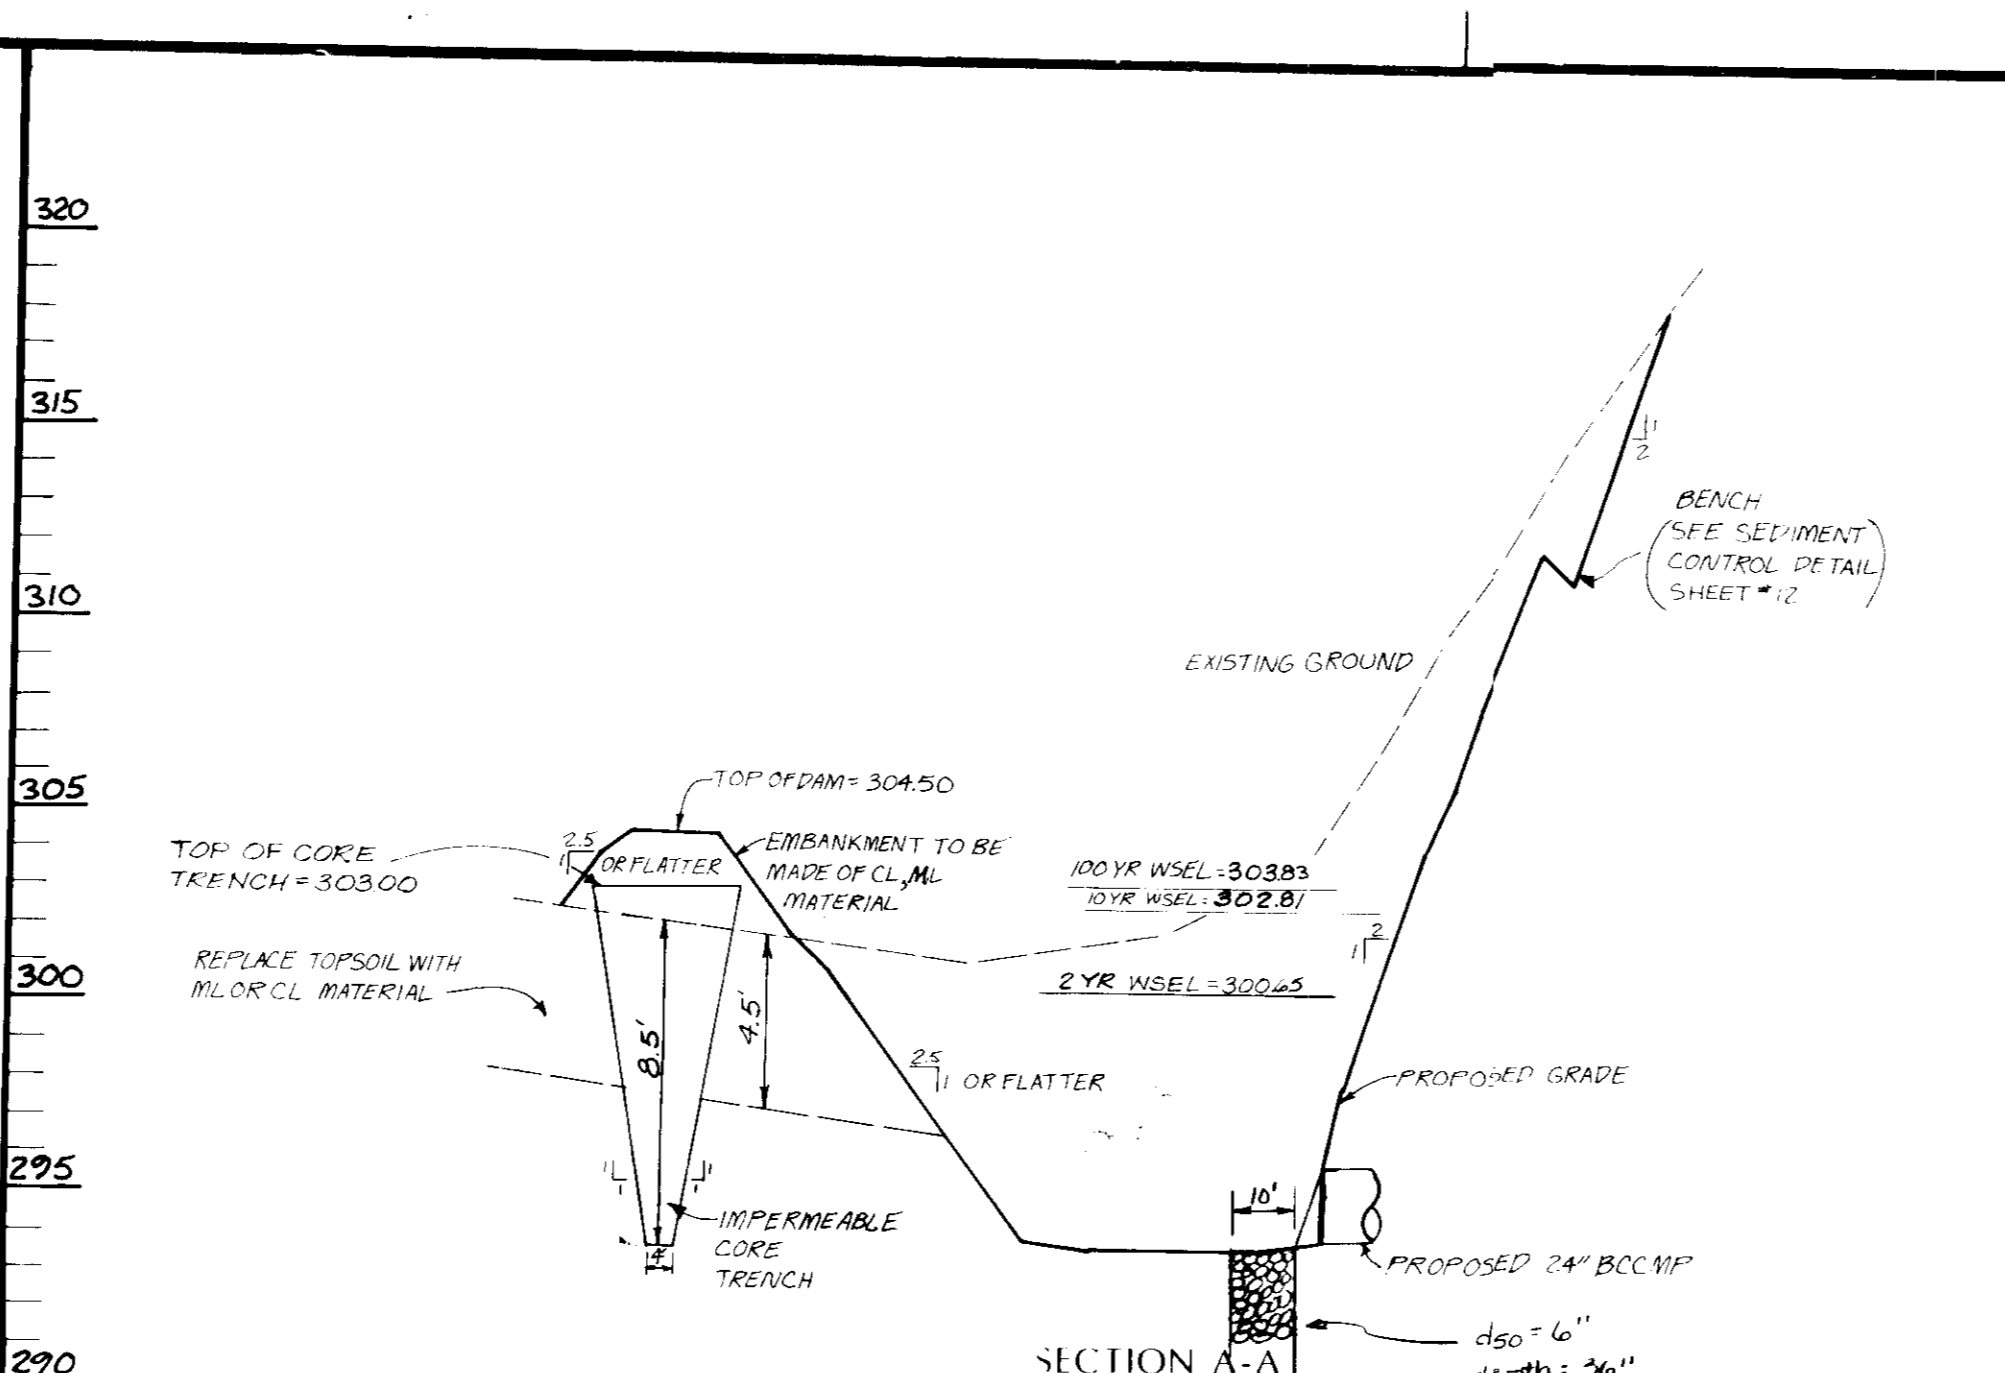 320
315
310
305
300
295
290
TOP OF DAM = 304.50
TOP OF CORE
TRENCH = 303.00
2.5
1
OR FLATTER
EMBANKMENT TO BE
MADE OF CL, ML
MATERIAL
REPLACE TOPSOIL WITH
ML OR CL MATERIAL
8.5'
4.5'
1
1
1
1
4'
IMPERMEABLE
CORE
TRENCH
2.5
1 OR FLATTER
100 YR WSEL = 303.83
10 YR WSEL = 302.81
2 YR WSEL = 300.65
EXISTING GROUND
1
2
BENCH
(SEE SEDIMENT
CONTROL DETAIL
SHEET #12)
2
1
PROPOSED GRADE
10'
PROPOSED 24" BCCMP
d50 = 6"
depth = 36"
SECTION A-A